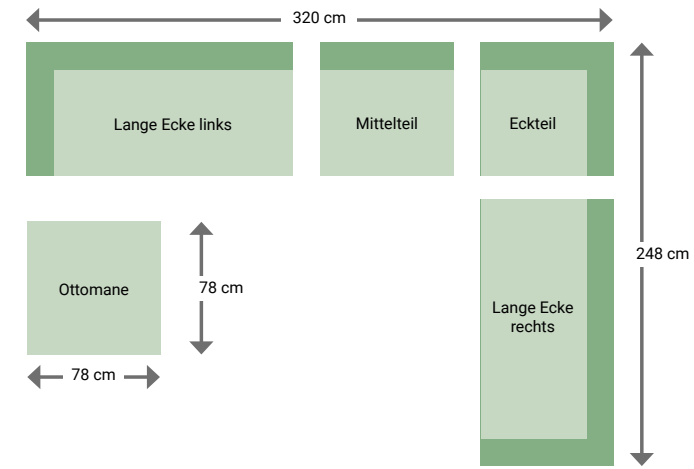 320 cm
Lange Ecke links
Mittelteil
Eckteil
248 cm
Ottomane
78 cm
Lange Ecke
rechts
78 cm